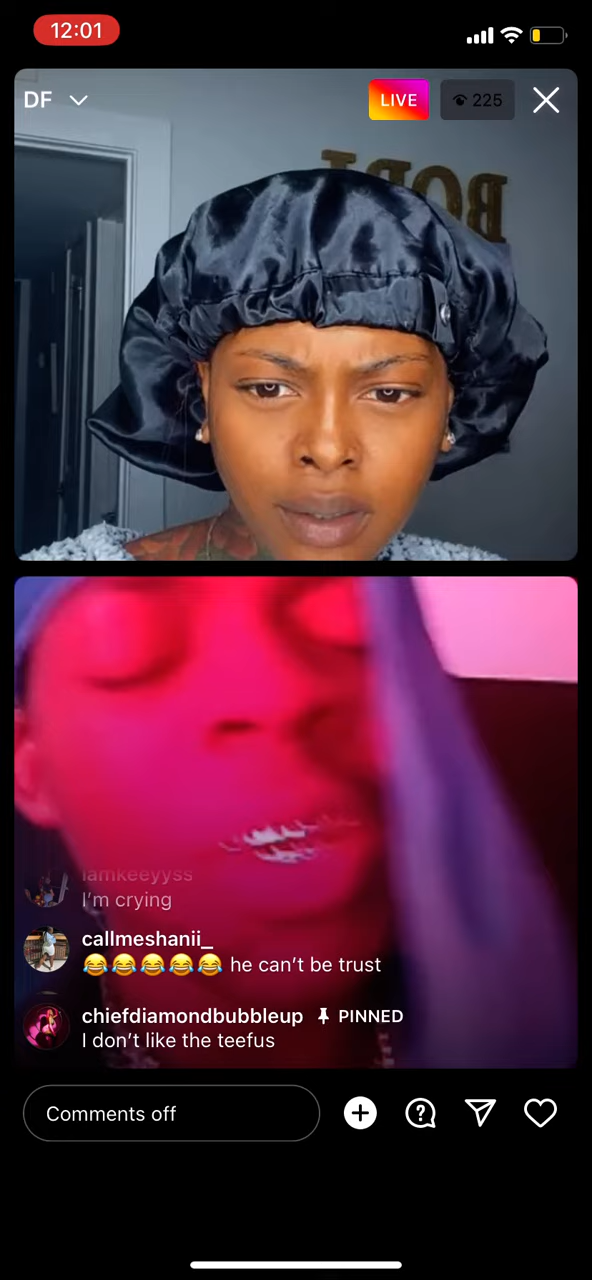 12:01
DF
LIVE
225
iamkeeyyss
I'm crying
callmeshanii_
😂😂😂😂😂 he can't be trust
chiefdiamondbubbleup PINNED
I don't like the teefus
Comments off